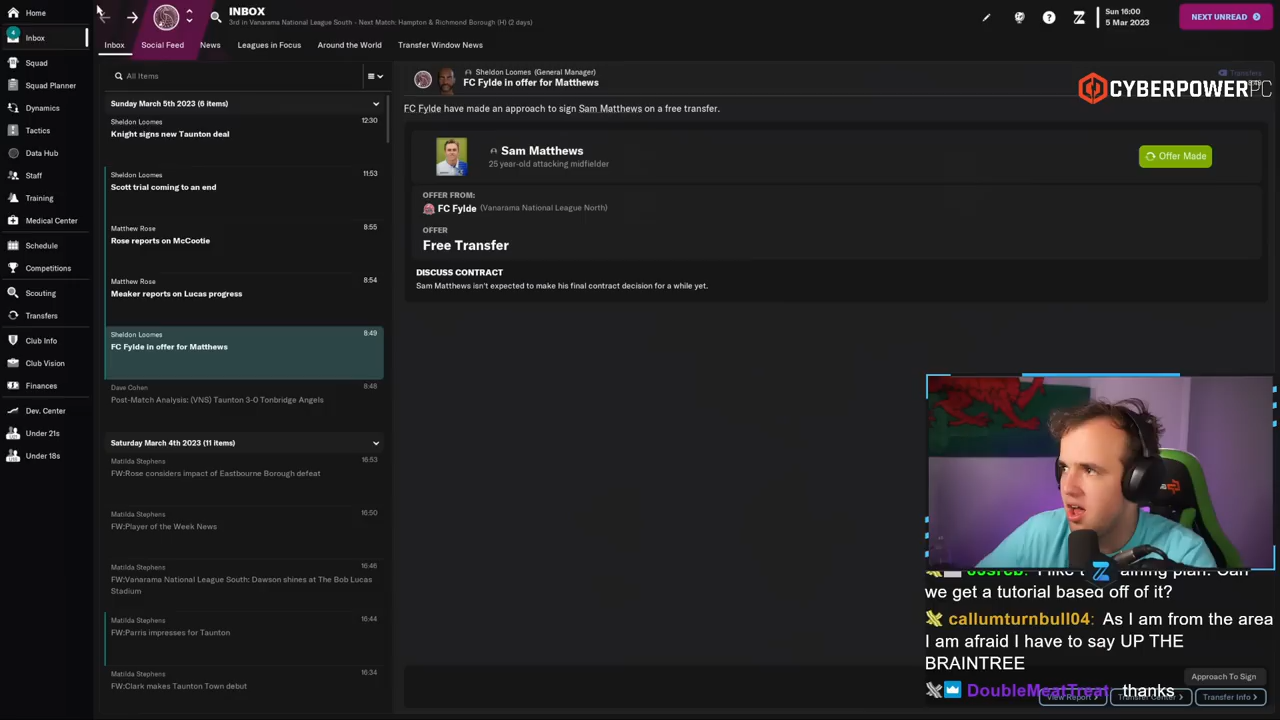 Home
4
Inbox
Squad
Squad Planner
Dynamics
Tactics
Data Hub
Staff
Training
Medical Center
Schedule
Competitions
Scouting
Transfers
Club Info
Club Vision
Finances
Dev. Center
Under 21s
Under 18s
INBOX
3rd in Vanarama National League South - Next Match: Hampton & Richmond Borough (H) (2 days)
Sun 16:00
5 Mar 2023
NEXT UNREAD
Inbox
Social Feed
News
Leagues in Focus
Around the World
Transfer Window News
All Items
Sunday March 5th 2023 (6 items)
Sheldon Loomes 12:30
Knight signs new Taunton deal
Sheldon Loomes 11:53
Scott trial coming to an end
Matthew Rose 8:55
Rose reports on McCootie
Matthew Rose 8:54
Meaker reports on Lucas progress
Sheldon Loomes 8:49
FC Fylde in offer for Matthews
Dave Cohen 8:48
Post-Match Analysis: (VNS) Taunton 3-0 Tonbridge Angels
Saturday March 4th 2023 (11 items)
Matilda Stephens 16:53
FW:Rose considers impact of Eastbourne Borough defeat
Matilda Stephens 16:50
FW:Player of the Week News
Matilda Stephens 16:46
FW:Vanarama National League South: Dawson shines at The Bob Lucas
Stadium
Matilda Stephens 16:44
FW:Parris impresses for Taunton
Matilda Stephens 16:34
FW:Clark makes Taunton Town debut
Sheldon Loomes (General Manager)
FC Fylde in offer for Matthews
Transfers
CYBERPOWERPC
FC Fylde have made an approach to sign Sam Matthews on a free transfer.
Sam Matthews
25 year-old attacking midfielder
Offer Made
OFFER FROM:
FC Fylde (Vanarama National League North)
OFFER
Free Transfer
DISCUSS CONTRACT
Sam Matthews isn't expected to make his final contract decision for a while yet.
we get a tutorial based off of it?
callumturnbull04: As I am from the area
I am afraid I have to say UP THE
BRAINTREE
Approach To Sign
DoubleMeatTreat: thanks
View Report
Transfer Center
Transfer Info